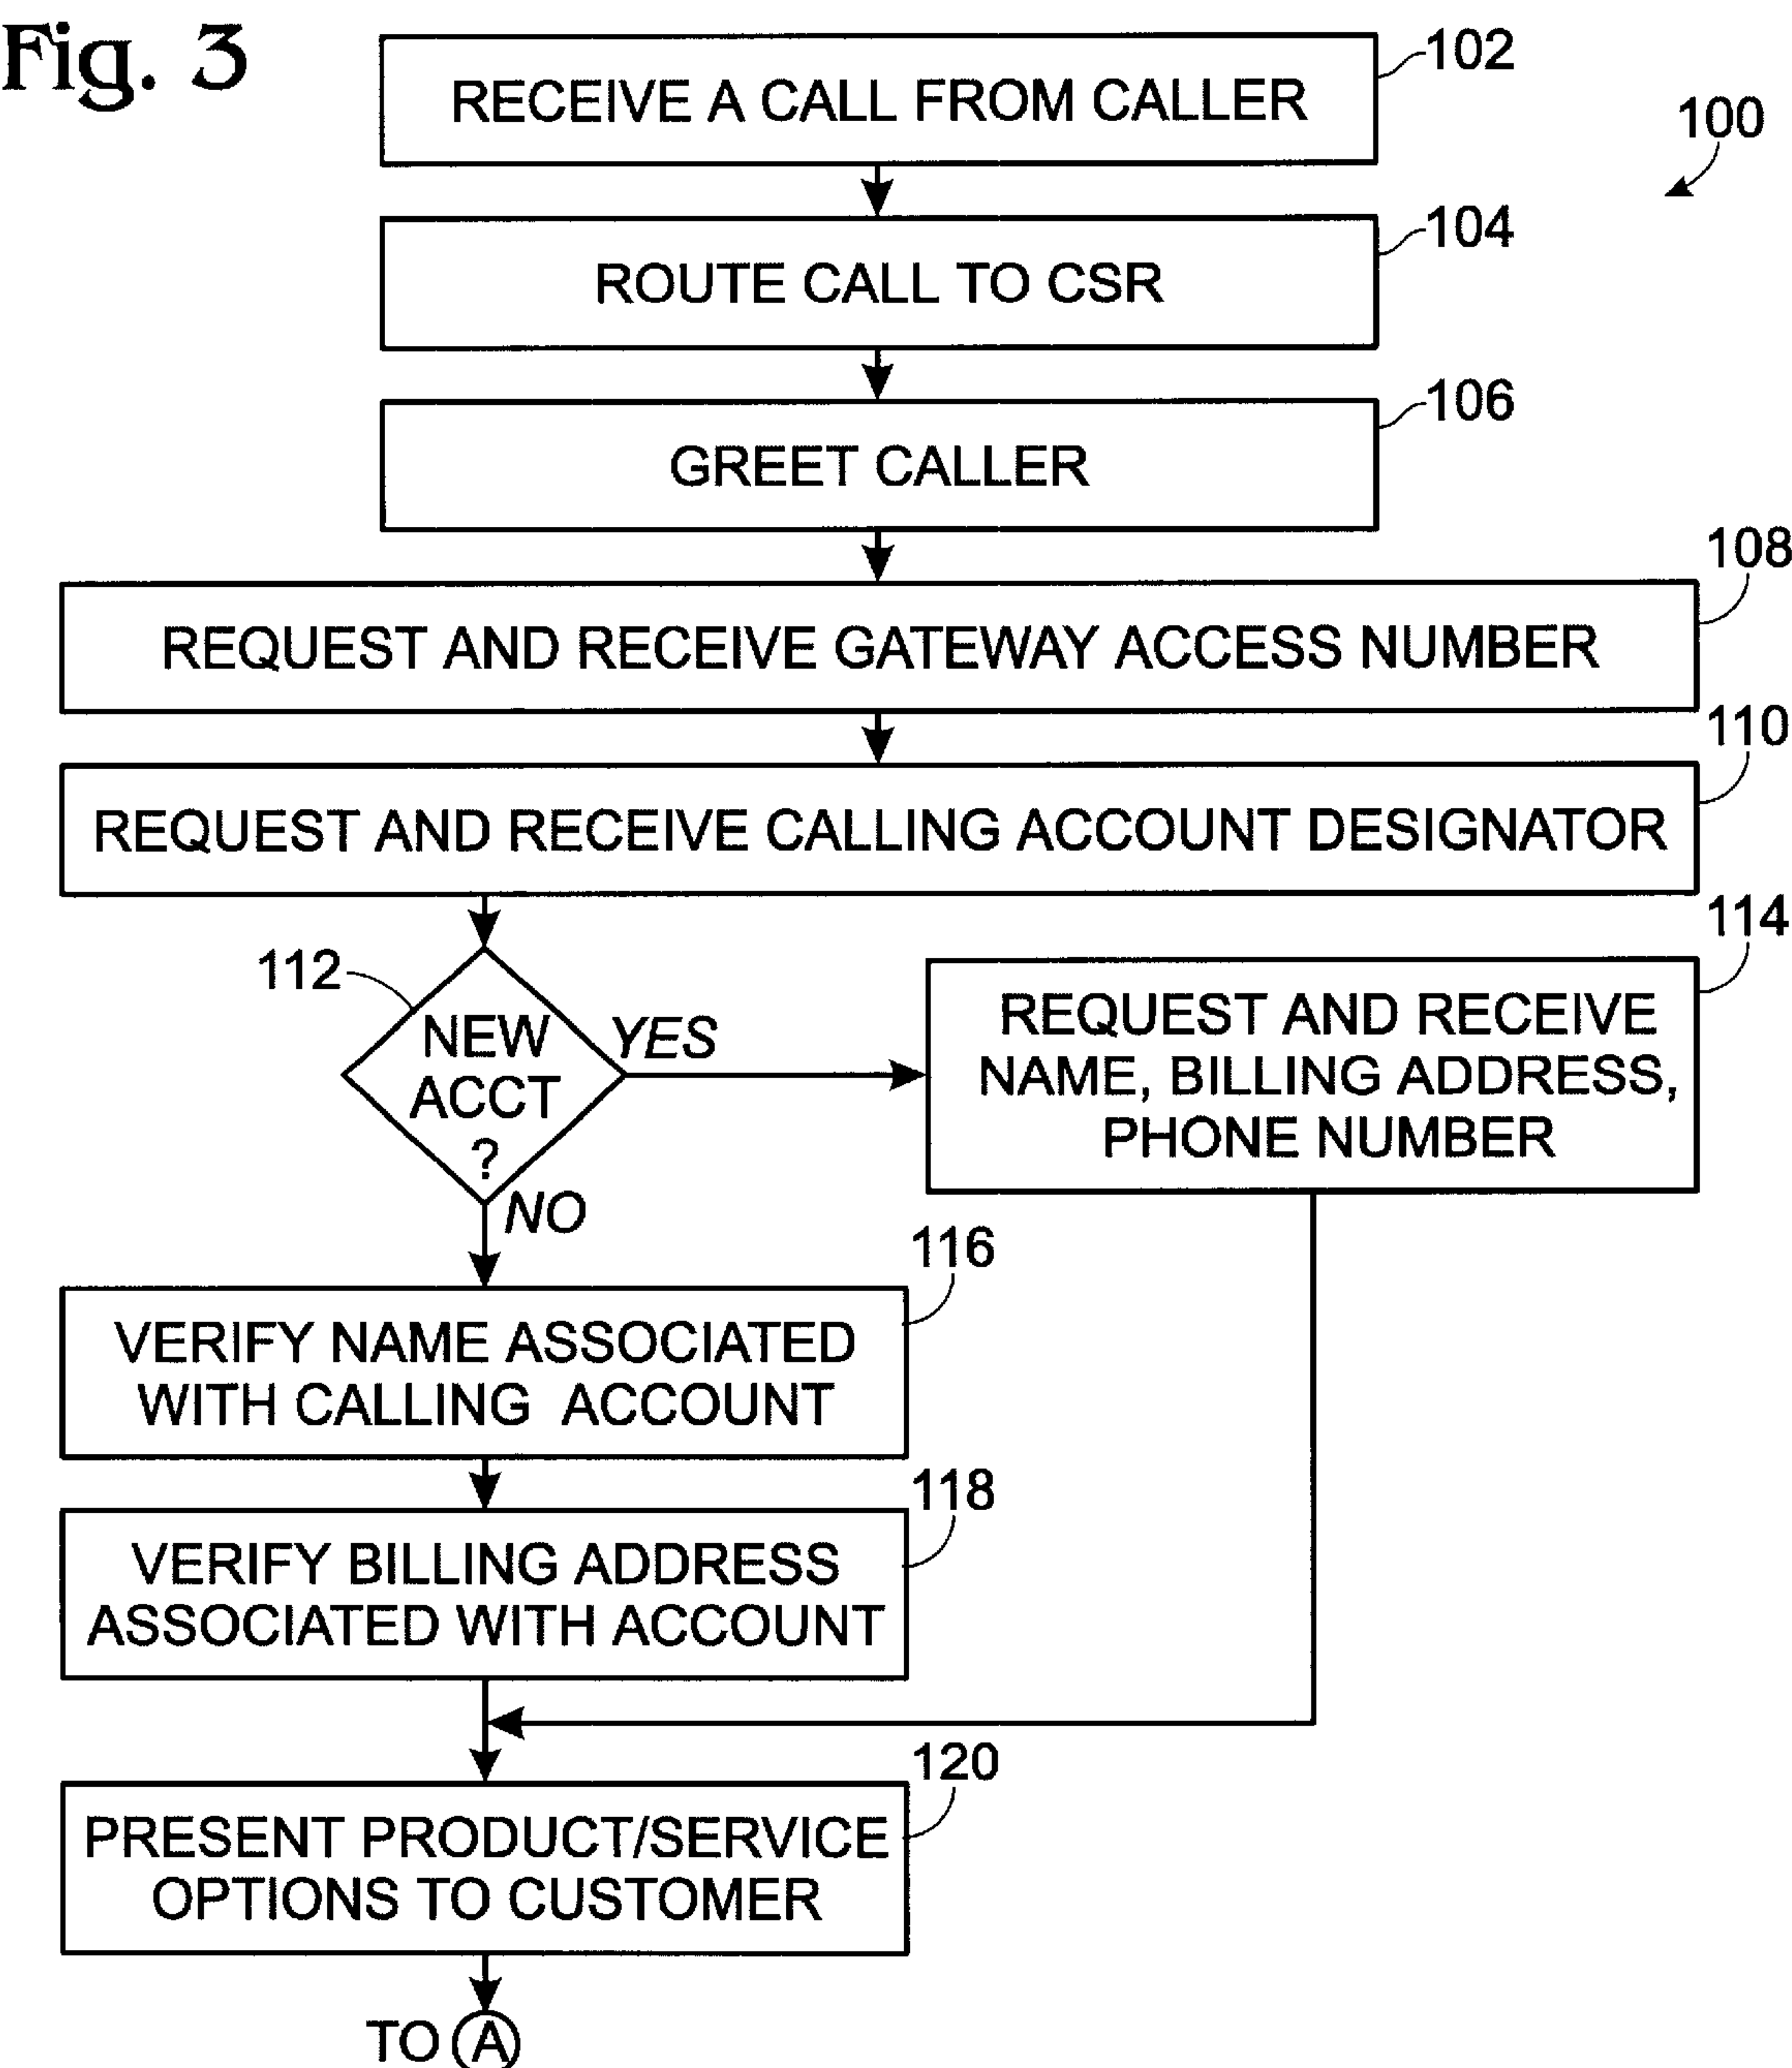 Fig. 3
RECEIVE A CALL FROM CALLER
102
100
ROUTE CALL TO CSR
104
GREET CALLER
106
108
REQUEST AND RECEIVE GATEWAY ACCESS NUMBER
110
REQUEST AND RECEIVE CALLING ACCOUNT DESIGNATOR
112
NEW
ACCT
?
YES
114
REQUEST AND RECEIVE
NAME, BILLING ADDRESS,
PHONE NUMBER
NO
116
VERIFY NAME ASSOCIATED
WITH CALLING ACCOUNT
118
VERIFY BILLING ADDRESS
ASSOCIATED WITH ACCOUNT
120
PRESENT PRODUCT/SERVICE
OPTIONS TO CUSTOMER
TO A